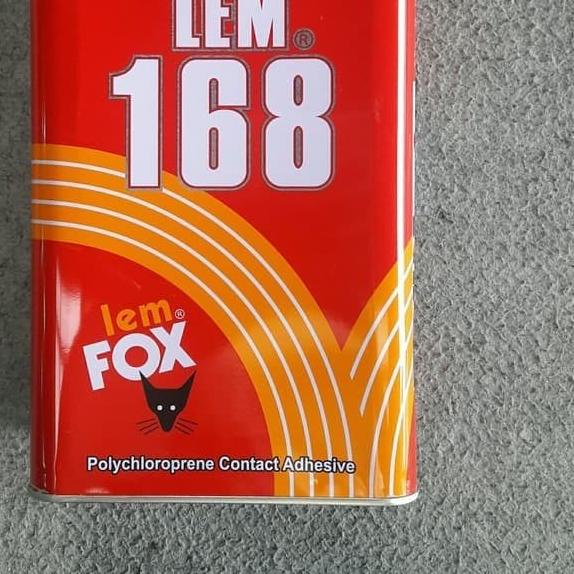 LEM®
168
lem®
FOX
Polychloroprene Contact Adhesive